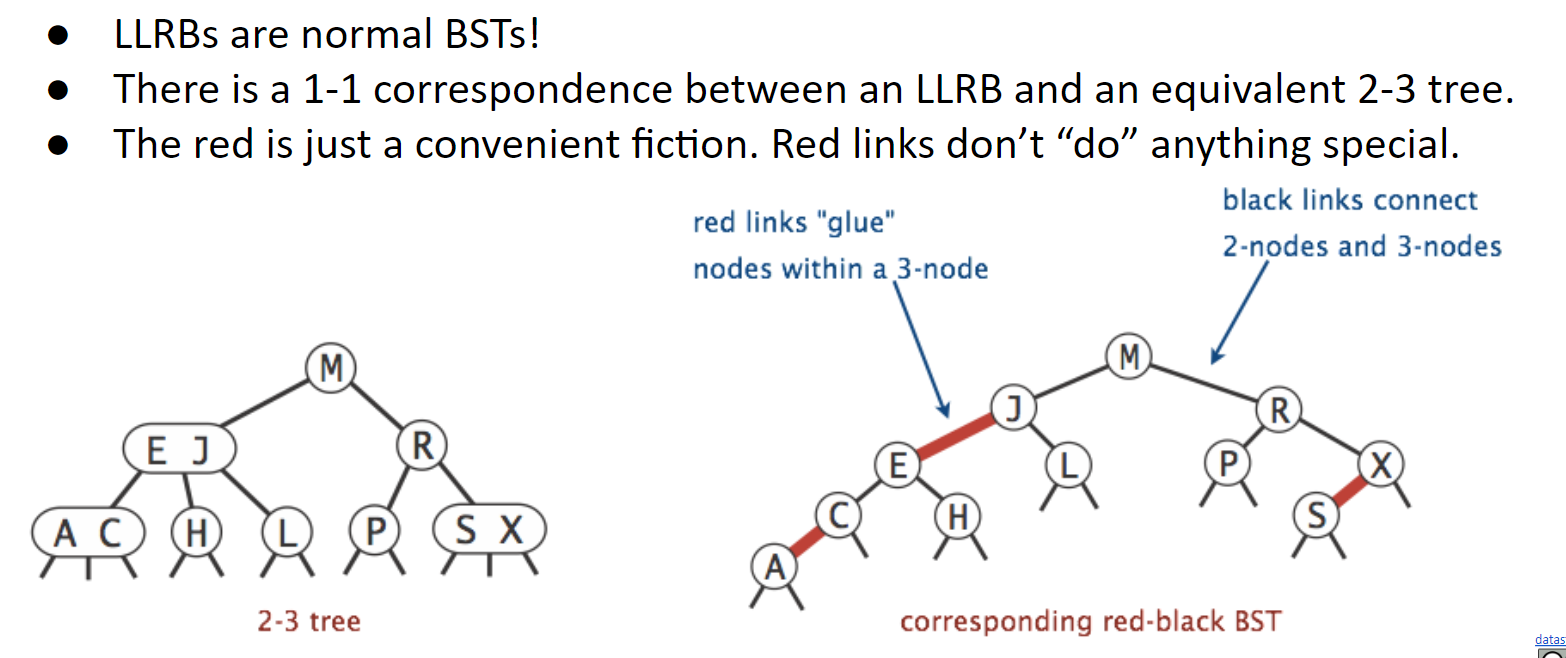 ● LLRBs are normal BSTs!
● There is a 1-1 correspondence between an LLRB and an equivalent 2-3 tree.
● The red is just a convenient fiction. Red links don’t “do” anything special.
red links "glue"
nodes within a 3-node
black links connect
2-nodes and 3-nodes
M
E J
R
A C
H
L
P
S X
2-3 tree
M
J
R
E
L
P
X
C
H
S
A
corresponding red-black BST
datas